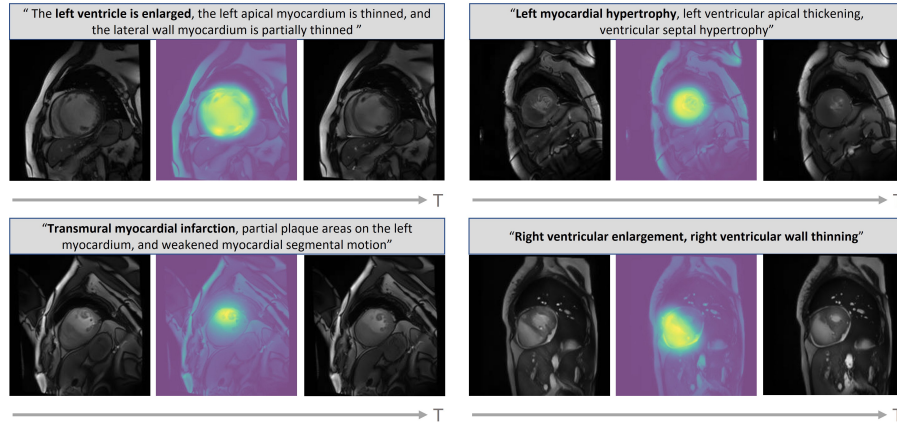 “ The left ventricle is enlarged, the left apical myocardium is thinned, and
the lateral wall myocardium is partially thinned ”
“Left myocardial hypertrophy, left ventricular apical thickening,
ventricular septal hypertrophy”
T
T
“Transmural myocardial infarction, partial plaque areas on the left
myocardium, and weakened myocardial segmental motion”
“Right ventricular enlargement, right ventricular wall thinning”
T
T